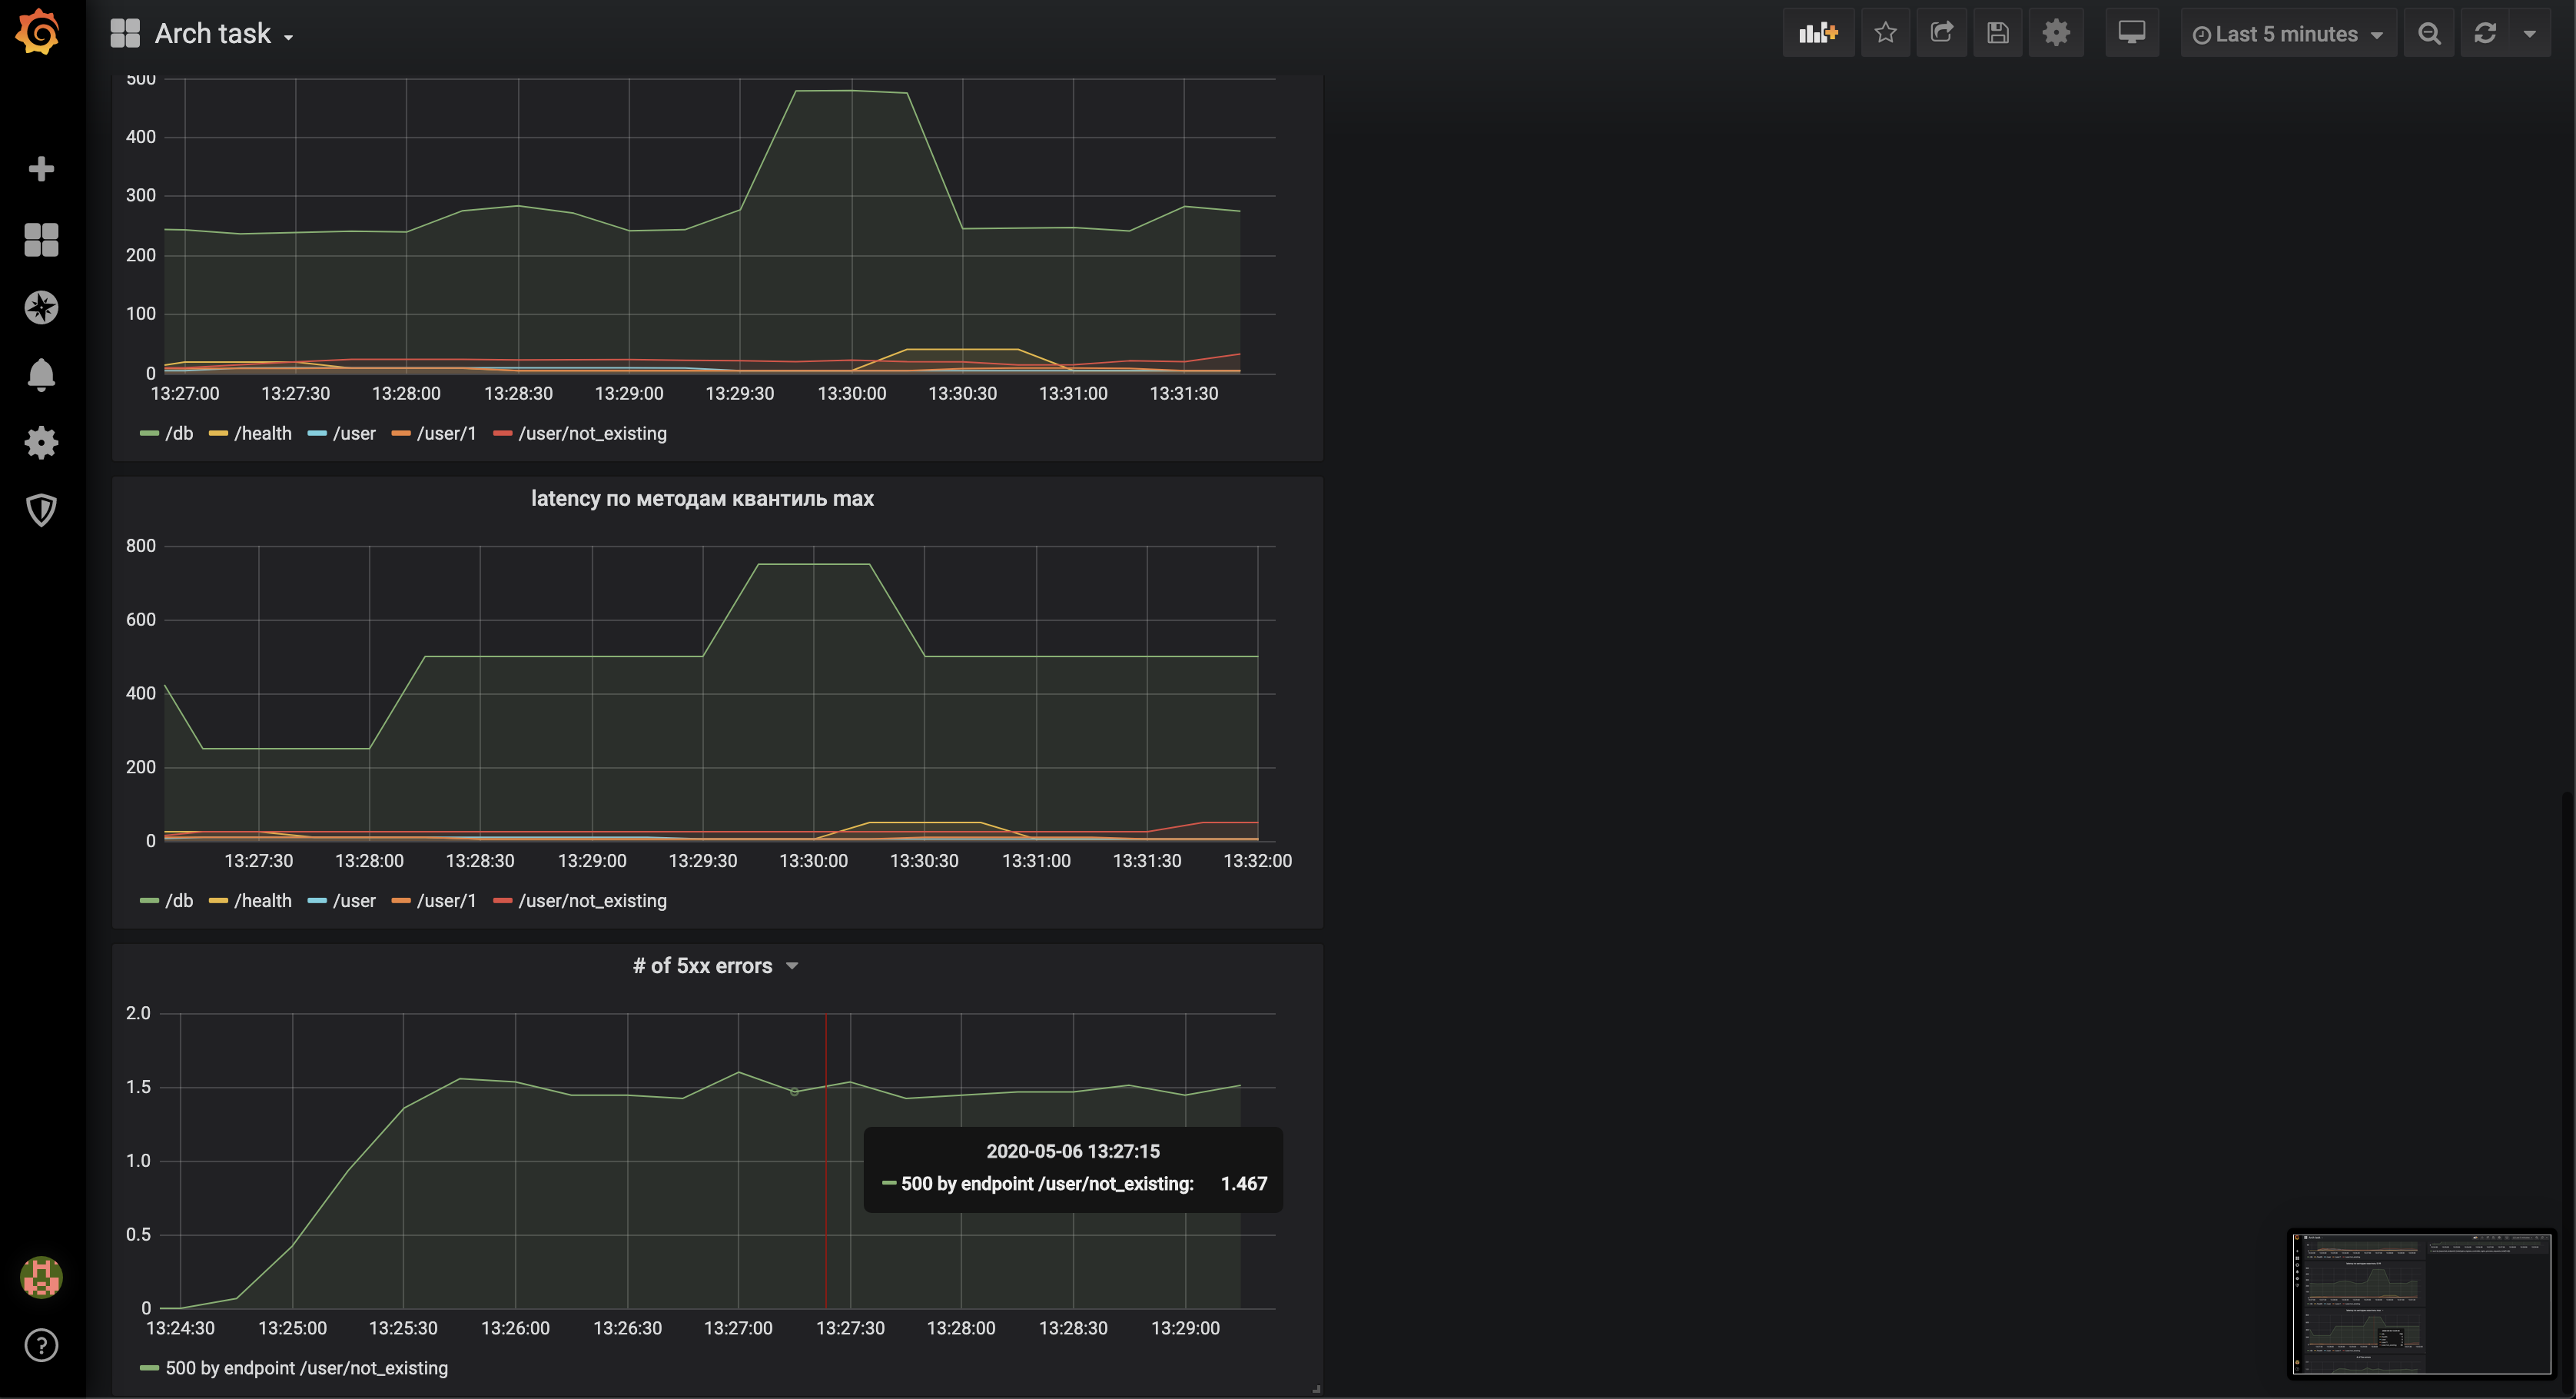 Arch task
Last 5 minutes
500
400
300
200
100
0
13:27:00 13:27:30 13:28:00 13:28:30 13:29:00 13:29:30 13:30:00 13:30:30 13:31:00 13:31:30
/db /health /user /user/1 /user/not_existing
latency по методам квантиль max
800
600
400
200
0
13:27:30 13:28:00 13:28:30 13:29:00 13:29:30 13:30:00 13:30:30 13:31:00 13:31:30 13:32:00
/db /health /user /user/1 /user/not_existing
# of 5xx errors
2.0
1.5
1.0
0.5
0
2020-05-06 13:27:15
500 by endpoint /user/not_existing: 1.467
13:24:30 13:25:00 13:25:30 13:26:00 13:26:30 13:27:00 13:27:30 13:28:00 13:28:30 13:29:00
500 by endpoint /user/not_existing